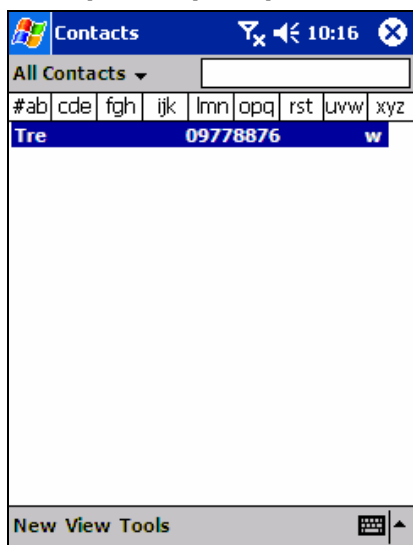 Contacts 10:16
All Contacts
#ab cde fgh ijk lmn opq rst uvw xyz
Tre 09778876 w
New View Tools